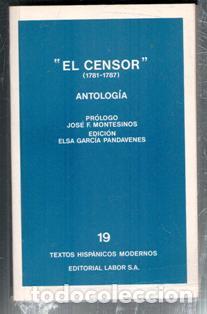 "EL CENSOR"
(1781-1787)
ANTOLOGÍA
PRÓLOGO
JOSÉ F. MONTESINOS
EDICIÓN
ELSA GARCÍA PANDAVENES
19
TEXTOS HISPÁNICOS MODERNOS
EDITORIAL LABOR S.A.
todocoleccion